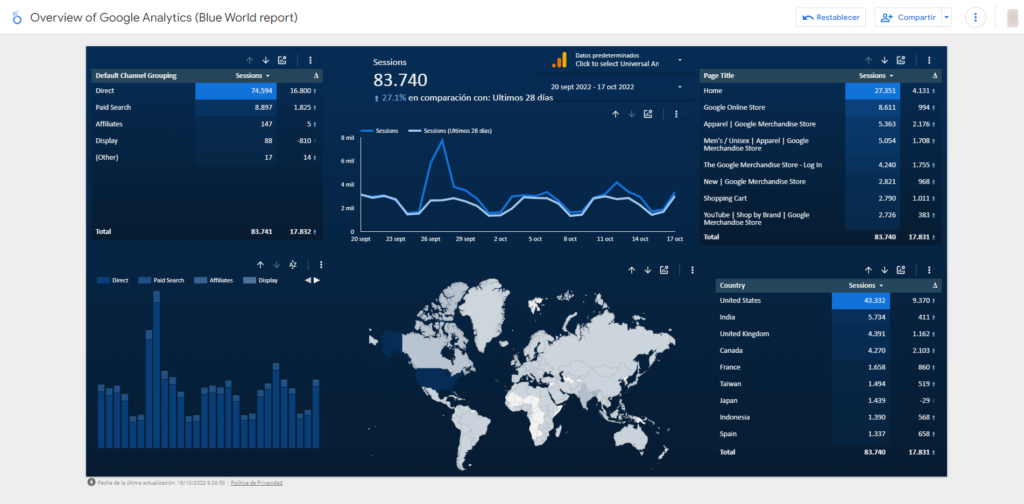 Overview of Google Analytics (Blue World report)
Restablecer
Compartir
Default Channel Grouping Sessions Δ
Direct 74.594 16.800
Paid Search 8.897 1.825
Affiliates 147 5
Display 88 -810
(Other) 17 14
Total 83.741 17.832
Sessions
83.740
27.1% en comparación con: Ultimos 28 días
Datos predeterminados
Click to select Universal An
20 sept 2022 - 17 oct 2022
Sessions Sessions (Ultimos 28 días)
8 mil
4 mil
2 mil
0
20 sept 23 sept 26 sept 29 sept 2 oct 5 oct 8 oct 11 oct 14 oct 17 oct
Page Title Sessions Δ
Home 27.351 4.131
Google Online Store 8.611 994
Apparel | Google Merchandise Store 5.363 2.176
Men's / Unisex | Apparel | Google 5.054 1.708
Merchandise Store
The Google Merchandise Store - Log In 4.240 1.755
New | Google Merchandise Store 2.821 968
Shopping Cart 2.790 1.011
YouTube | Shop by Brand | Google 2.726 383
Merchandise Store
Total 83.740 17.831
Direct Paid Search Affiliates Display
Country Sessions Δ
United States 43.332 9.370
India 5.734 411
United Kingdom 4.391 1.162
Canada 4.270 2.103
France 1.658 860
Taiwan 1.494 519
Japan 1.439 -29
Indonesia 1.390 568
Spain 1.337 658
Total 83.740 17.831
Fecha de la última actualización: 18/10/2022 9:26:53 | Política de Privacidad